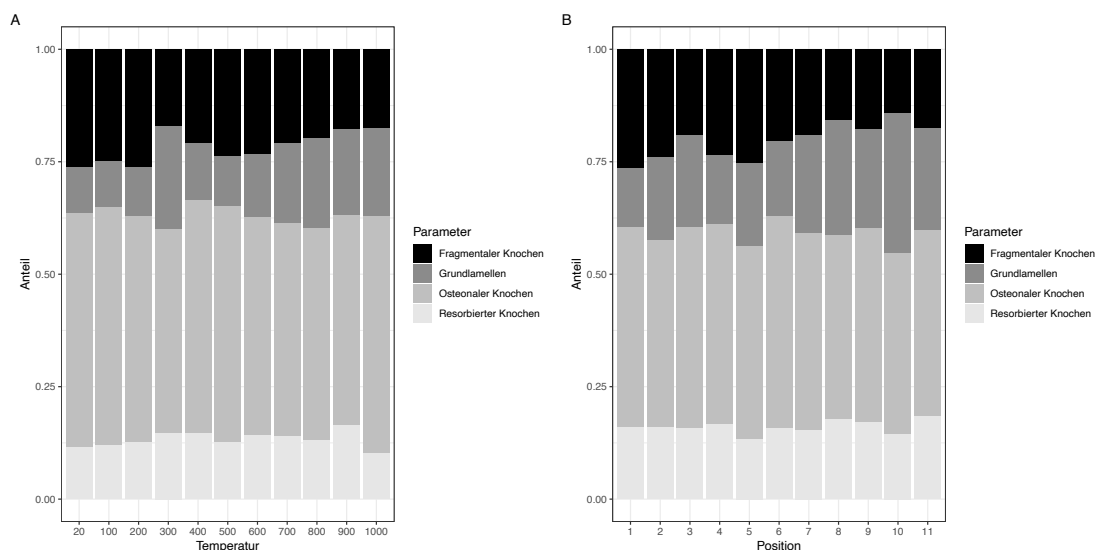 A
1.00
0.75
0.50
0.25
0.00
Anteil
20 100 200 300 400 500 600 700 800 900 1000
Temperatur
Parameter
Fragmentaler Knochen
Grundlamellen
Osteonaler Knochen
Resorbierter Knochen
B
1.00
0.75
0.50
0.25
0.00
Anteil
1 2 3 4 5 6 7 8 9 10 11
Position
Parameter
Fragmentaler Knochen
Grundlamellen
Osteonaler Knochen
Resorbierter Knochen